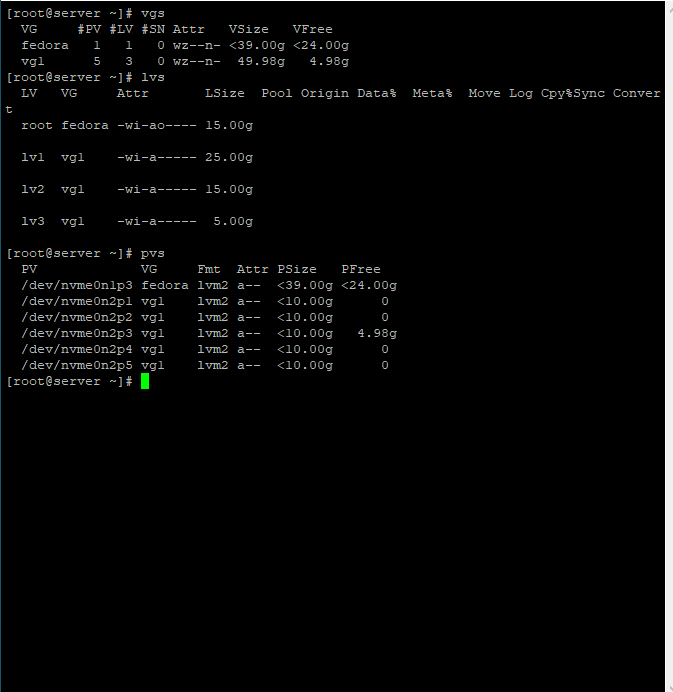 [root@server ~]# vgs
  VG     #PV #LV #SN Attr   VSize   VFree
  fedora   1   1   0 wz--n- <39.00g <24.00g
  vg1      5   3   0 wz--n-  49.98g   4.98g
[root@server ~]# lvs
  LV   VG     Attr       LSize  Pool Origin Data%  Meta%  Move Log Cpy%Sync Conver
t
  root fedora -wi-ao---- 15.00g
  lv1  vg1    -wi-a----- 25.00g
  lv2  vg1    -wi-a----- 15.00g
  lv3  vg1    -wi-a-----  5.00g
[root@server ~]# pvs
  PV             VG     Fmt  Attr PSize   PFree
  /dev/nvme0n1p3 fedora lvm2 a--  <39.00g <24.00g
  /dev/nvme0n2p1 vg1    lvm2 a--  <10.00g      0
  /dev/nvme0n2p2 vg1    lvm2 a--  <10.00g      0
  /dev/nvme0n2p3 vg1    lvm2 a--  <10.00g   4.98g
  /dev/nvme0n2p4 vg1    lvm2 a--  <10.00g      0
  /dev/nvme0n2p5 vg1    lvm2 a--  <10.00g      0
[root@server ~]#